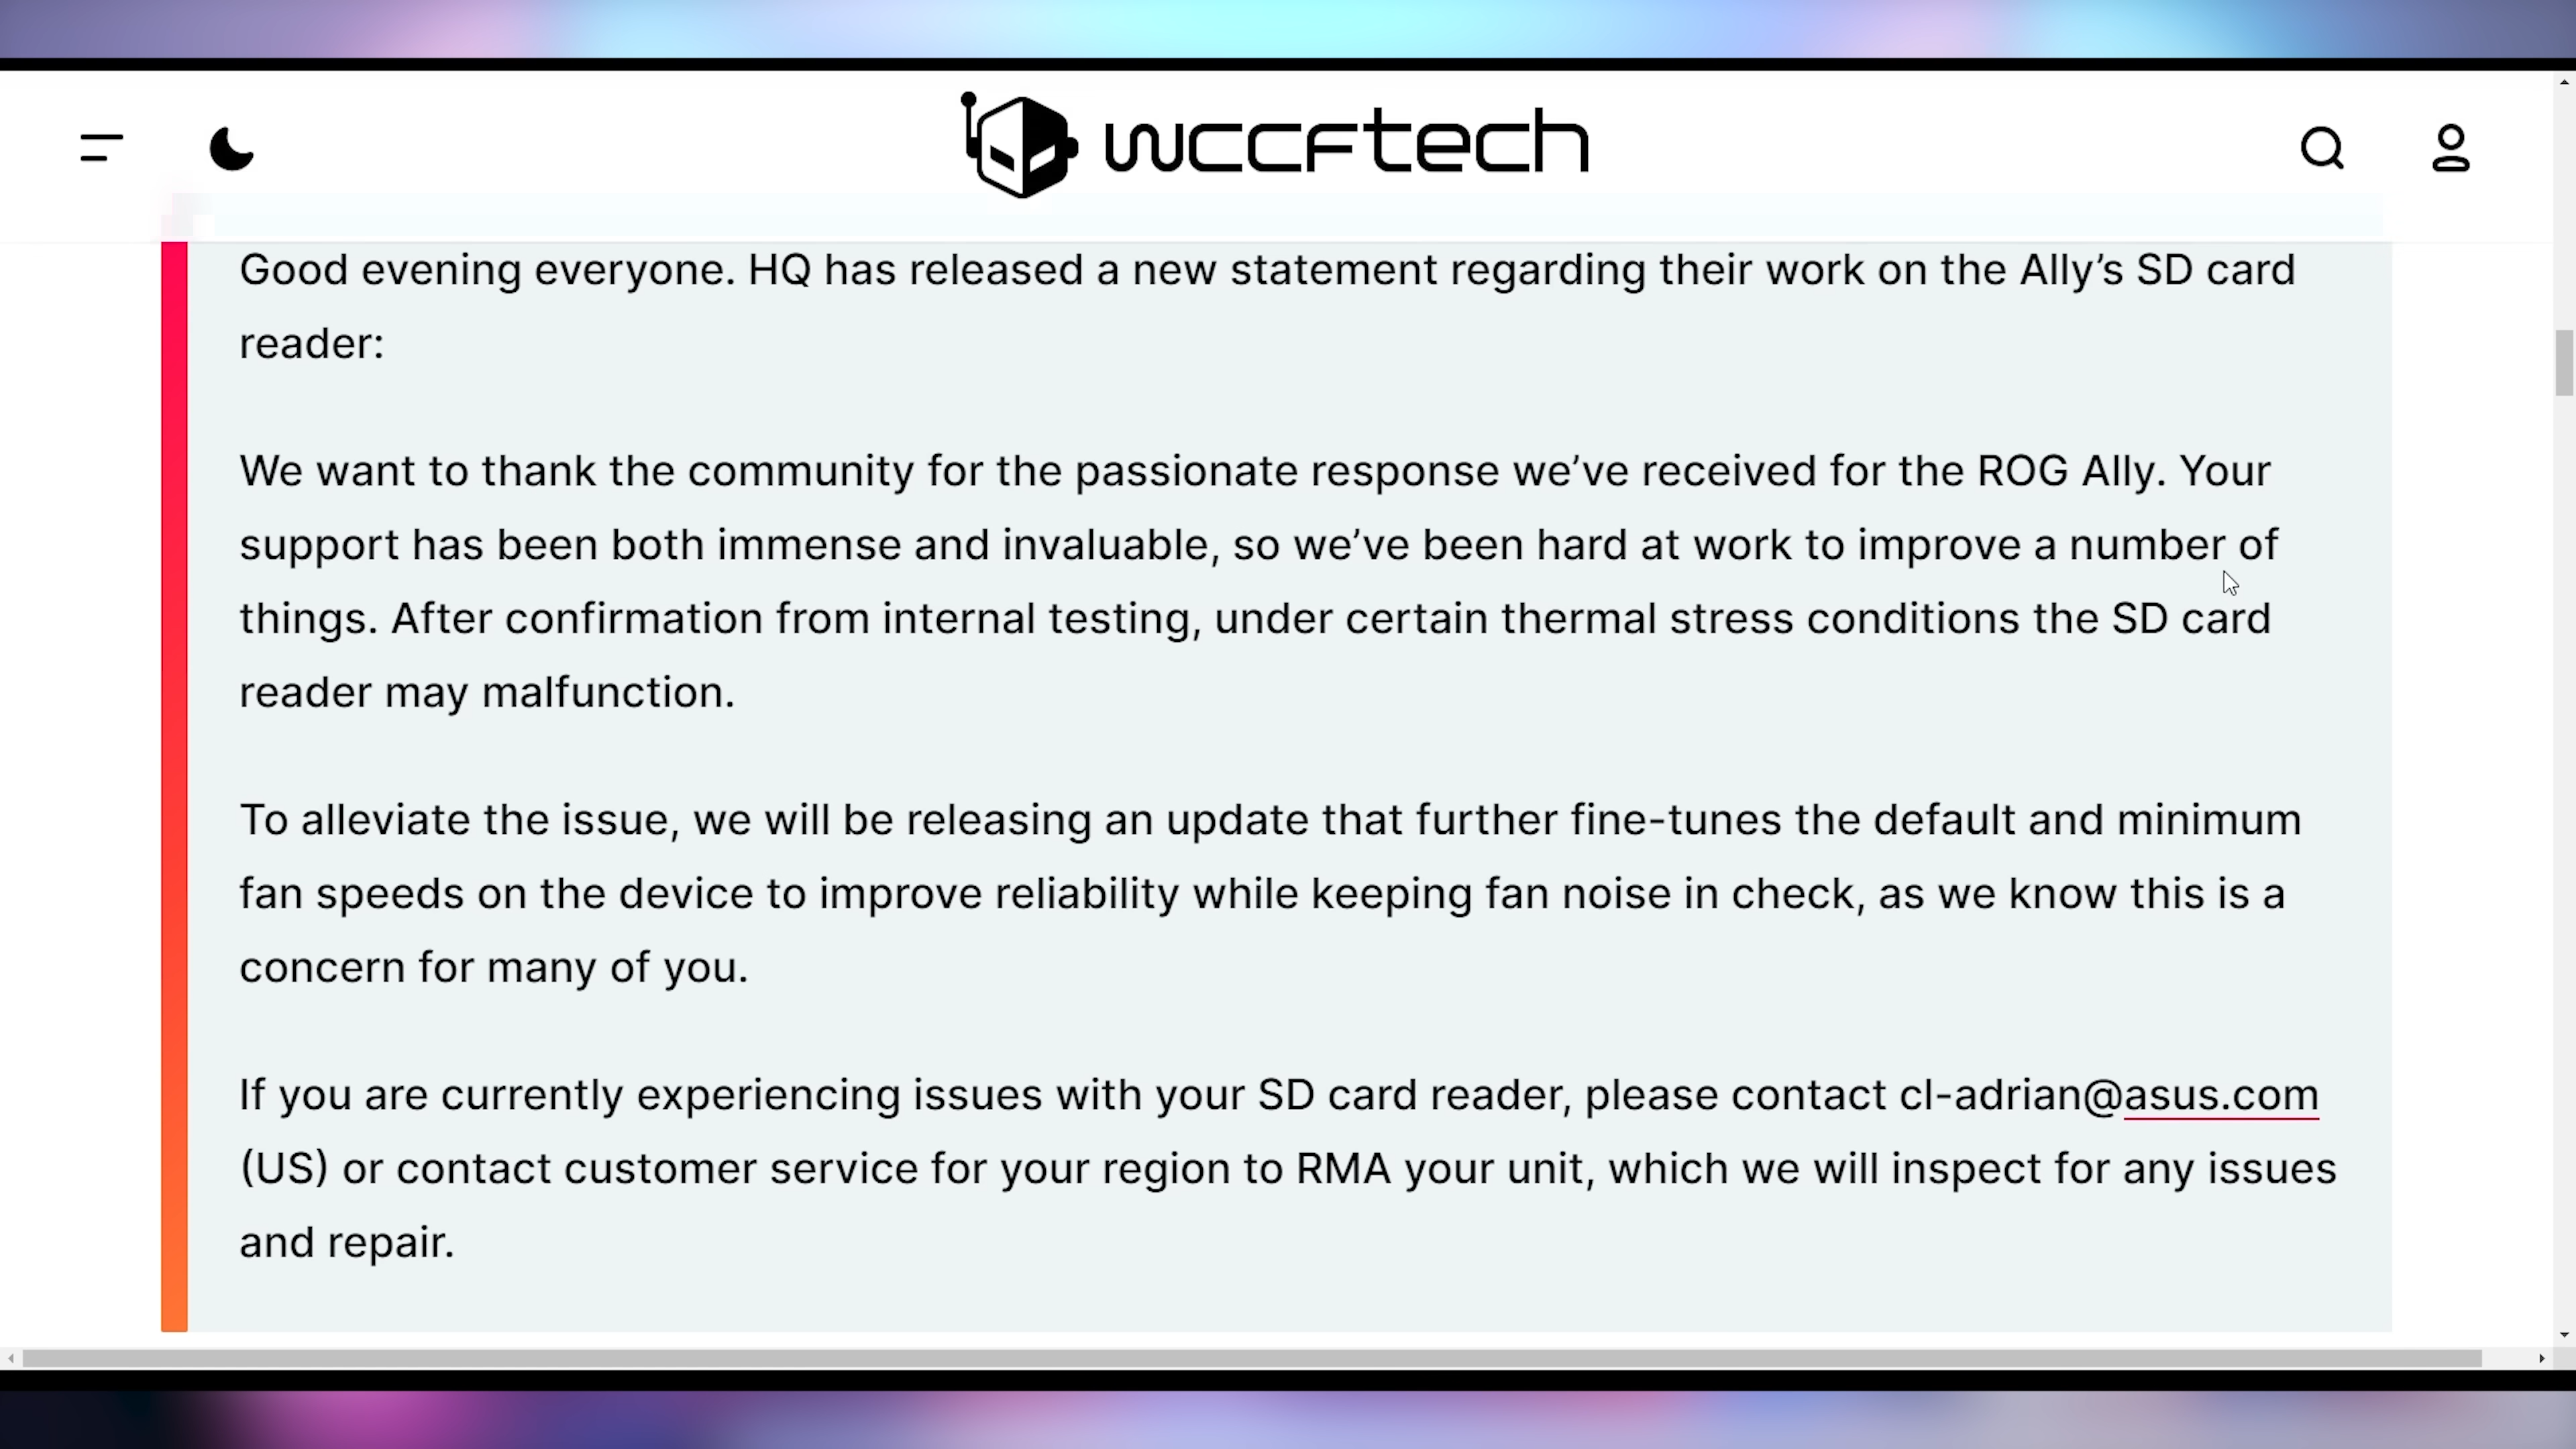 wccftech
Good evening everyone. HQ has released a new statement regarding their work on the Ally’s SD card
reader:
We want to thank the community for the passionate response we’ve received for the ROG Ally. Your
support has been both immense and invaluable, so we’ve been hard at work to improve a number of
things. After confirmation from internal testing, under certain thermal stress conditions the SD card
reader may malfunction.
To alleviate the issue, we will be releasing an update that further fine-tunes the default and minimum
fan speeds on the device to improve reliability while keeping fan noise in check, as we know this is a
concern for many of you.
If you are currently experiencing issues with your SD card reader, please contact cl-adrian@asus.com
(US) or contact customer service for your region to RMA your unit, which we will inspect for any issues
and repair.